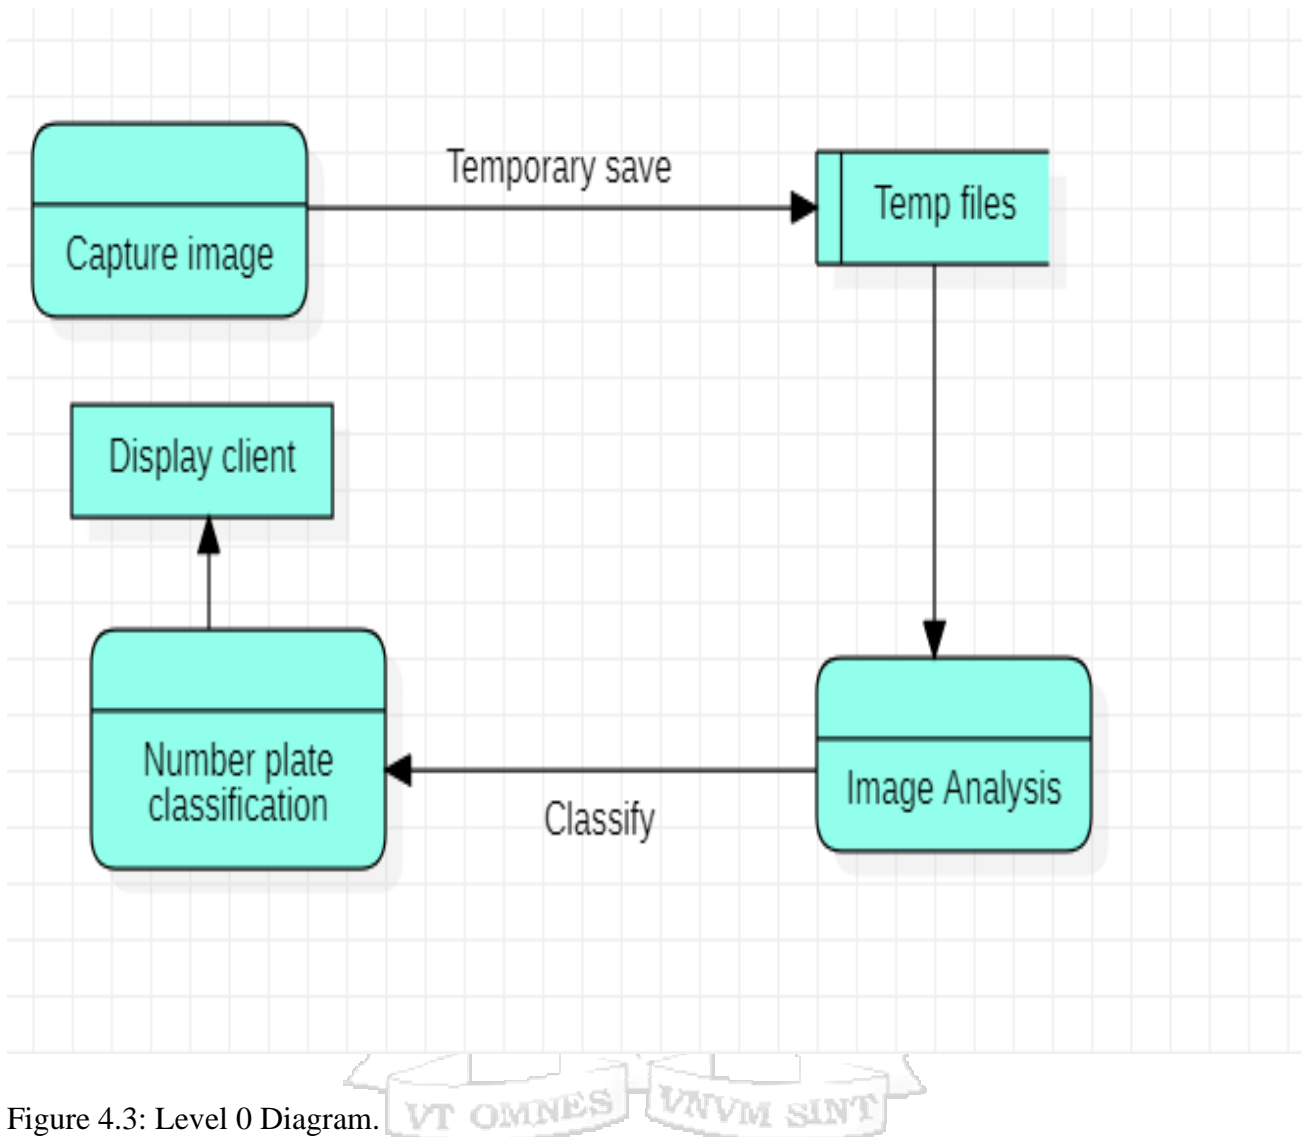 Temporary save
Temp files
Capture image
Display client
Number plate
classification
Image Analysis
Classify
Figure 4.3: Level 0 Diagram.
VT OMNES VNVM SINT